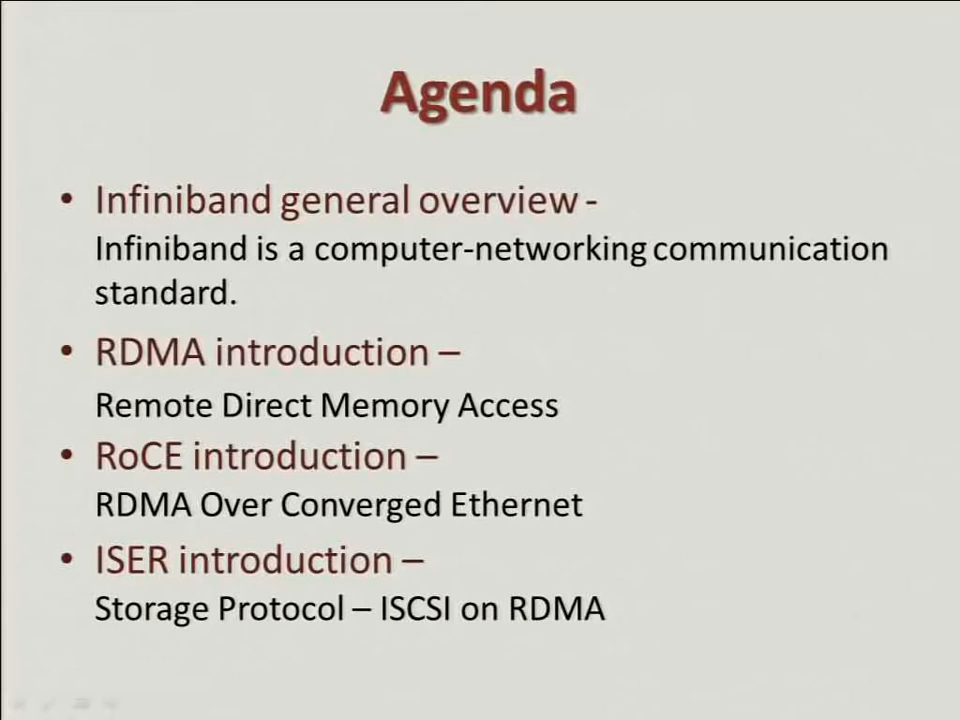 Agenda
• Infiniband general overview -
Infiniband is a computer-networking communication
standard.
• RDMA introduction –
Remote Direct Memory Access
• RoCE introduction –
RDMA Over Converged Ethernet
• ISER introduction –
Storage Protocol – ISCSI on RDMA